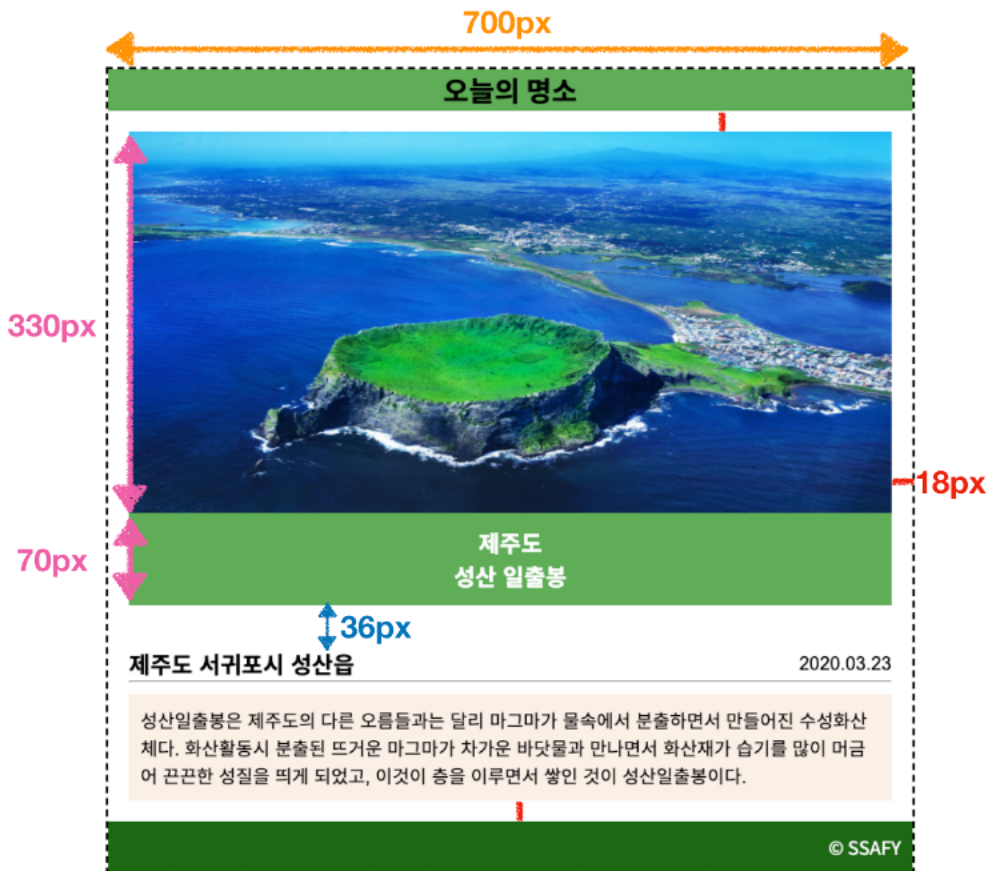 700px
오늘의 명소
330px
18px
70px
제주도
성산 일출봉
36px
제주도 서귀포시 성산읍
2020.03.23
성산일출봉은 제주도의 다른 오름들과는 달리 마그마가 물속에서 분출하면서 만들어진 수성화산
체다. 화산활동시 분출된 뜨거운 마그마가 차가운 바닷물과 만나면서 화산재가 습기를 많이 머금
어 끈끈한 성질을 띄게 되었고, 이것이 층을 이루면서 쌓인 것이 성산일출봉이다.
© SSAFY